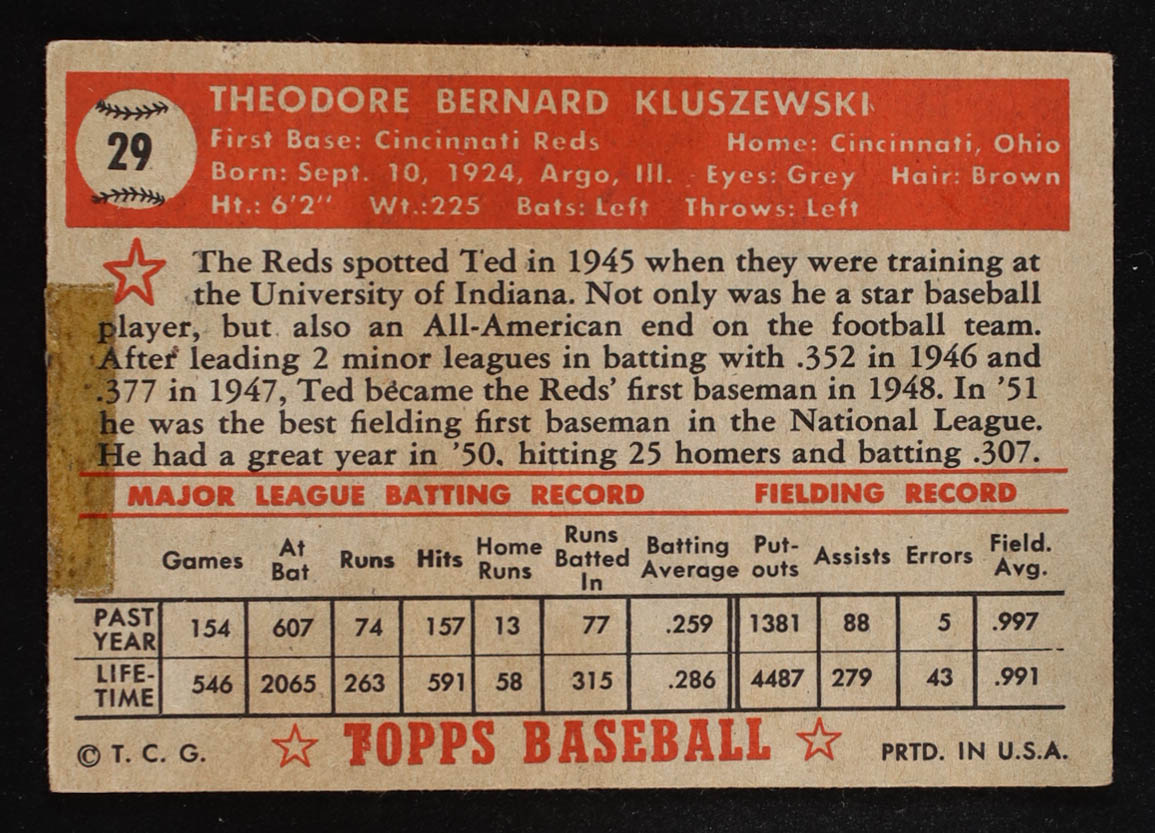 29
THEODORE BERNARD KLUSZEWSKI
First Base: Cincinnati Reds Home: Cincinnati, Ohio
Born: Sept. 10, 1924, Argo, Ill. Eyes: Grey Hair: Brown
Ht.: 6'2" Wt.:225 Bats: Left Throws: Left
The Reds spotted Ted in 1945 when they were training at
the University of Indiana. Not only was he a star baseball
player, but also an All-American end on the football team.
After leading 2 minor leagues in batting with .352 in 1946 and
.377 in 1947, Ted became the Reds' first baseman in 1948. In '51
he was the best fielding first baseman in the National League.
He had a great year in '50, hitting 25 homers and batting .307.
MAJOR LEAGUE BATTING RECORD FIELDING RECORD
Games At Bat Runs Hits Home Runs Runs Batted In Batting Average Put-outs Assists Errors Field. Avg.
PAST YEAR 154 607 74 157 13 77 .259 1381 88 5 .997
LIFE-TIME 546 2065 263 591 58 315 .286 4487 279 43 .991
© T. C. G. TOPPS BASEBALL PRTD. IN U.S.A.